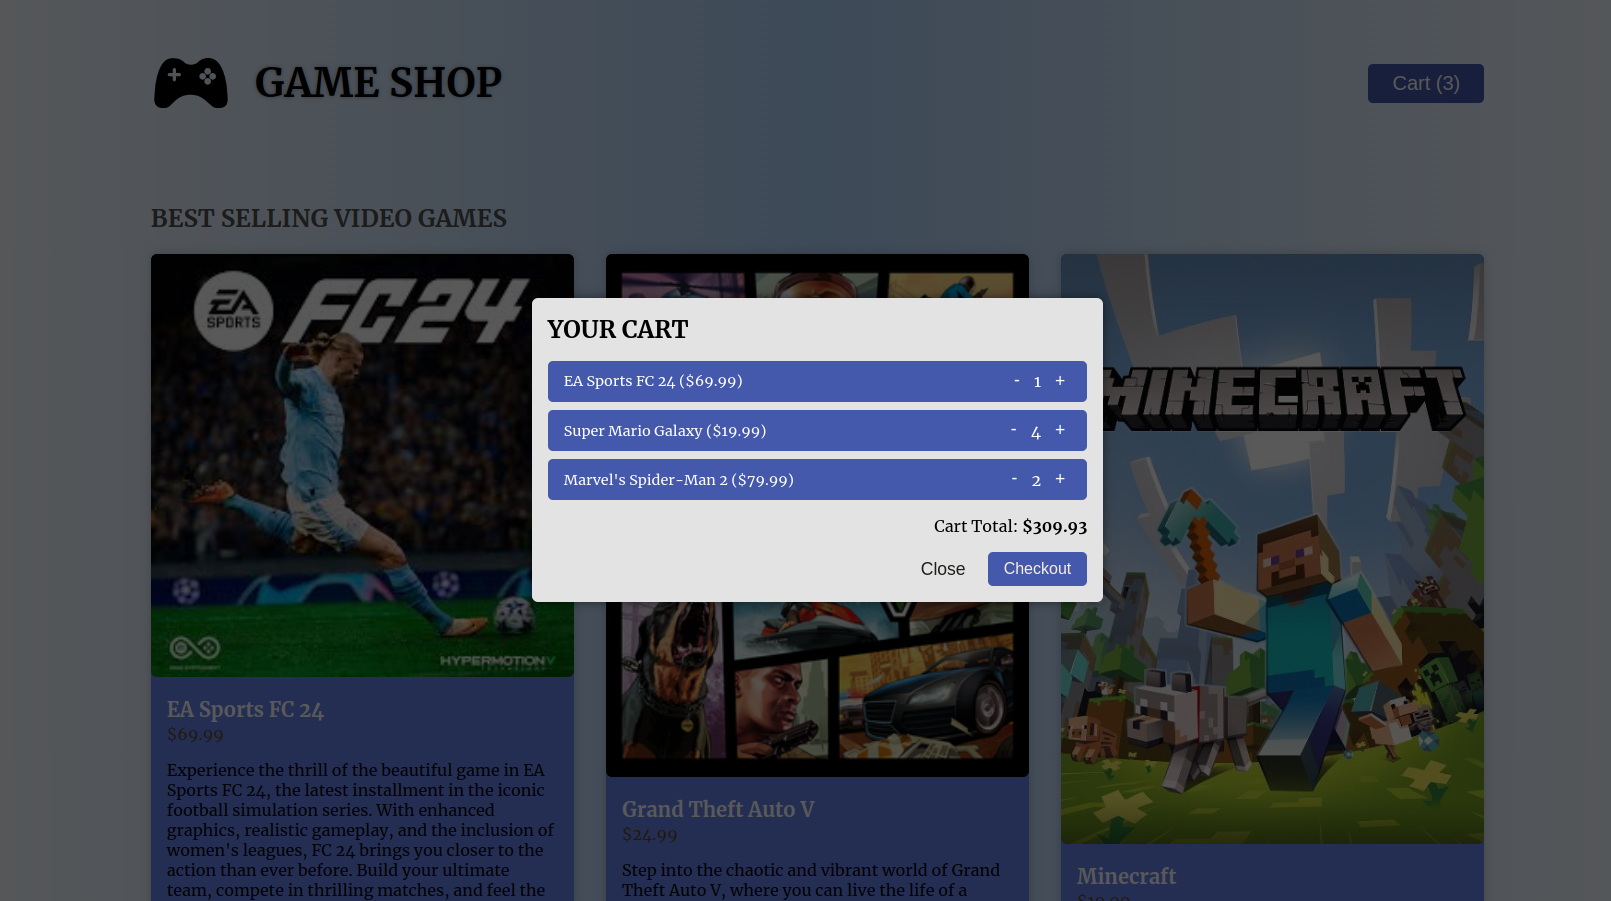 GAME SHOP
Cart (3)
BEST SELLING VIDEO GAMES
EA
SPORTS
FC24
HYPERMOTIONV
MINECRAFT
YOUR CART
EA Sports FC 24 ($69.99)
- 1 +
Super Mario Galaxy ($19.99)
- 4 +
Marvel's Spider-Man 2 ($79.99)
- 2 +
Cart Total: $309.93
Close
Checkout
EA Sports FC 24
$69.99
Experience the thrill of the beautiful game in EA
Sports FC 24, the latest installment in the iconic
football simulation series. With enhanced
graphics, realistic gameplay, and the inclusion of
women's leagues, FC 24 brings you closer to the
action than ever before. Build your ultimate
team, compete in thrilling matches, and feel the
Grand Theft Auto V
$24.99
Step into the chaotic and vibrant world of Grand
Theft Auto V, where you can live the life of a
Minecraft